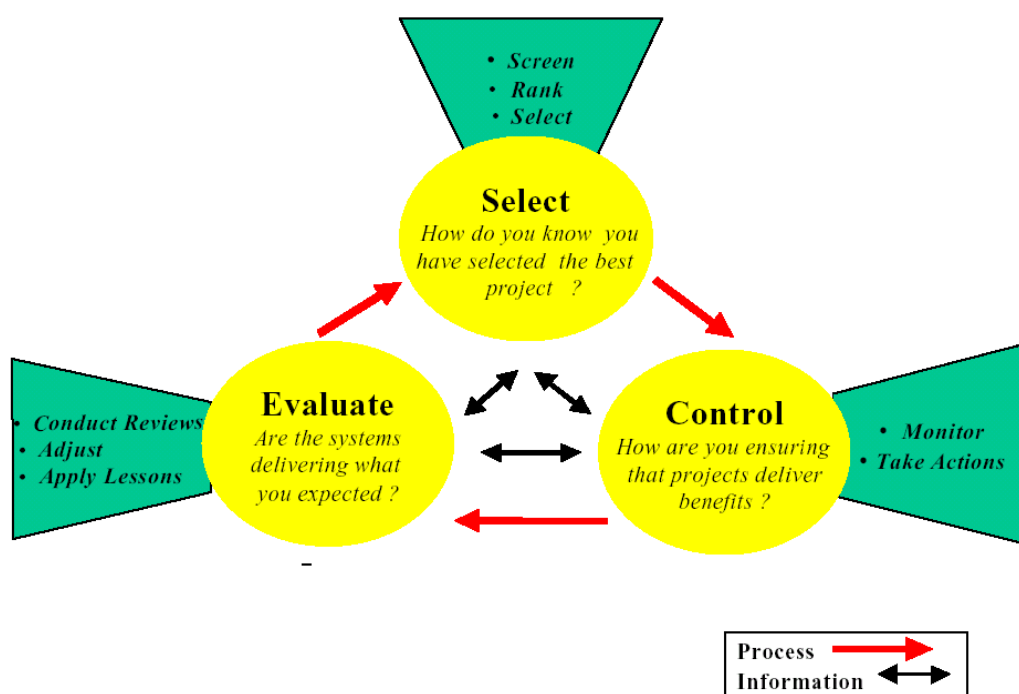 • Screen
• Rank
• Select
Select
How do you know you
have selected the best
project ?
Evaluate
Are the systems
delivering what
you expected ?
• Conduct Reviews
• Adjust
• Apply Lessons
Control
How are you ensuring
that projects deliver
benefits ?
• Monitor
• Take Actions
Process
Information